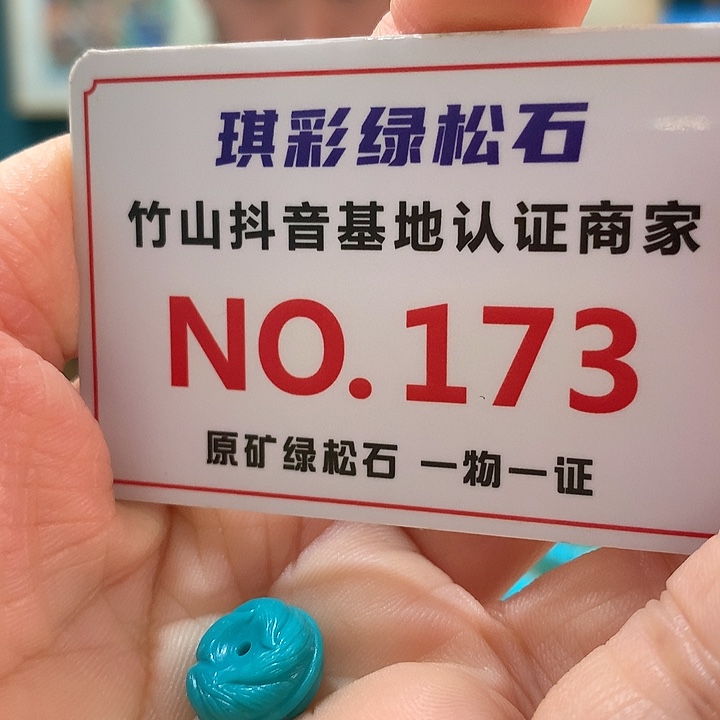 琪彩绿松石
竹山抖音基地认证商家
NO.173
原矿绿松石 一物一证